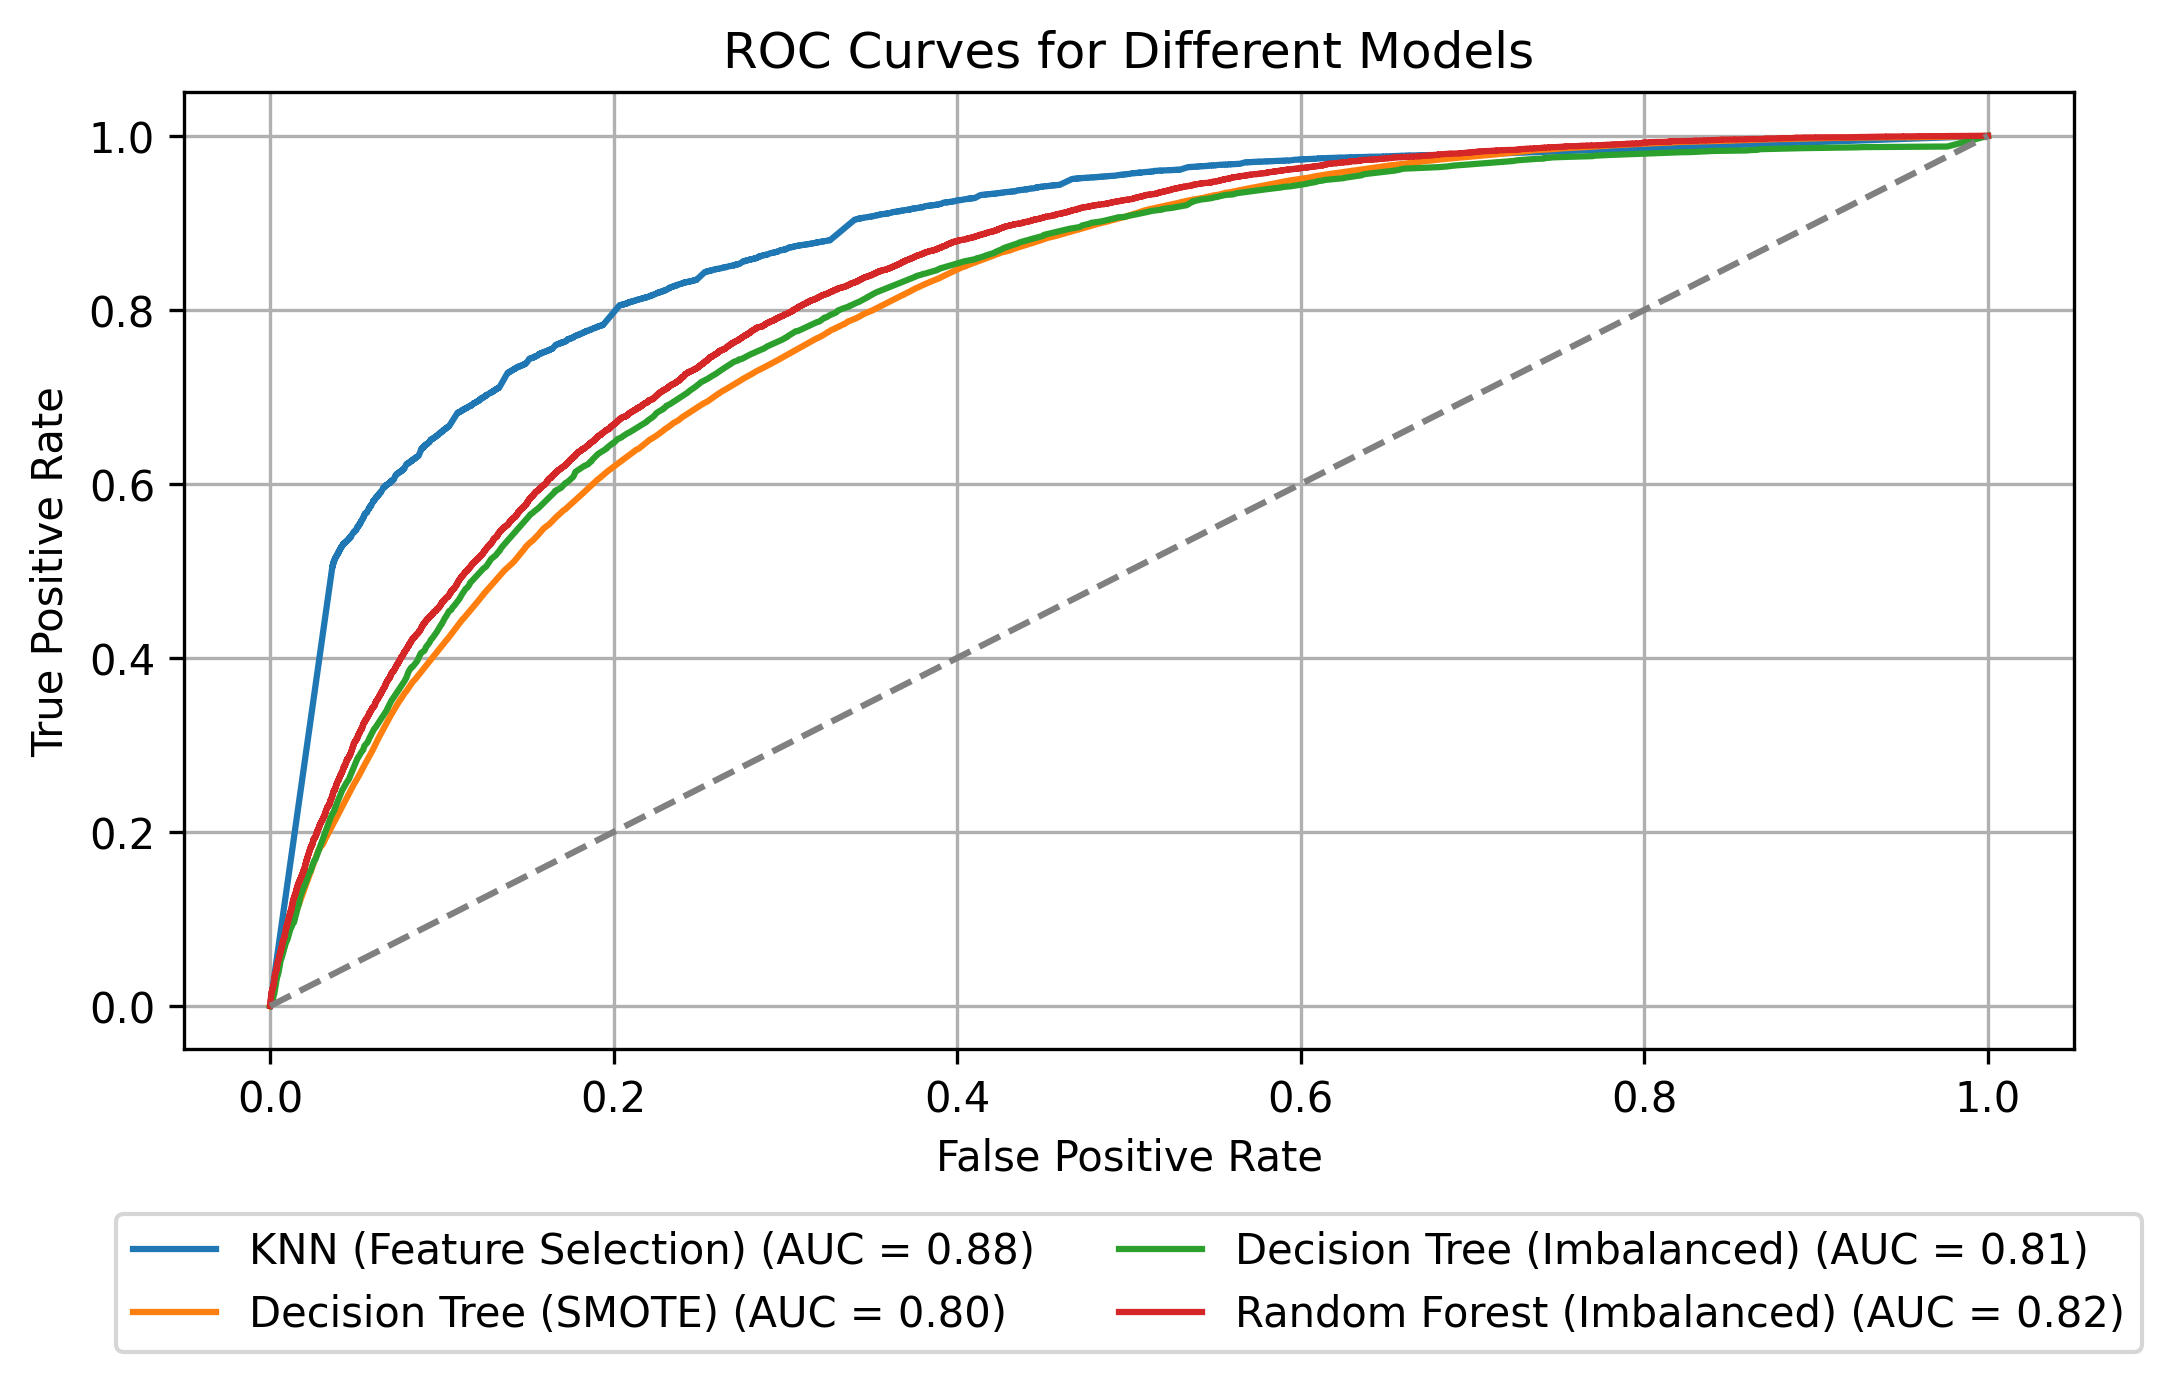 ROC Curves for Different Models
True Positive Rate
1.0
0.8
0.6
0.4
0.2
0.0
0.0 0.2 0.4 0.6 0.8 1.0
False Positive Rate
KNN (Feature Selection) (AUC = 0.88)
Decision Tree (SMOTE) (AUC = 0.80)
Decision Tree (Imbalanced) (AUC = 0.81)
Random Forest (Imbalanced) (AUC = 0.82)